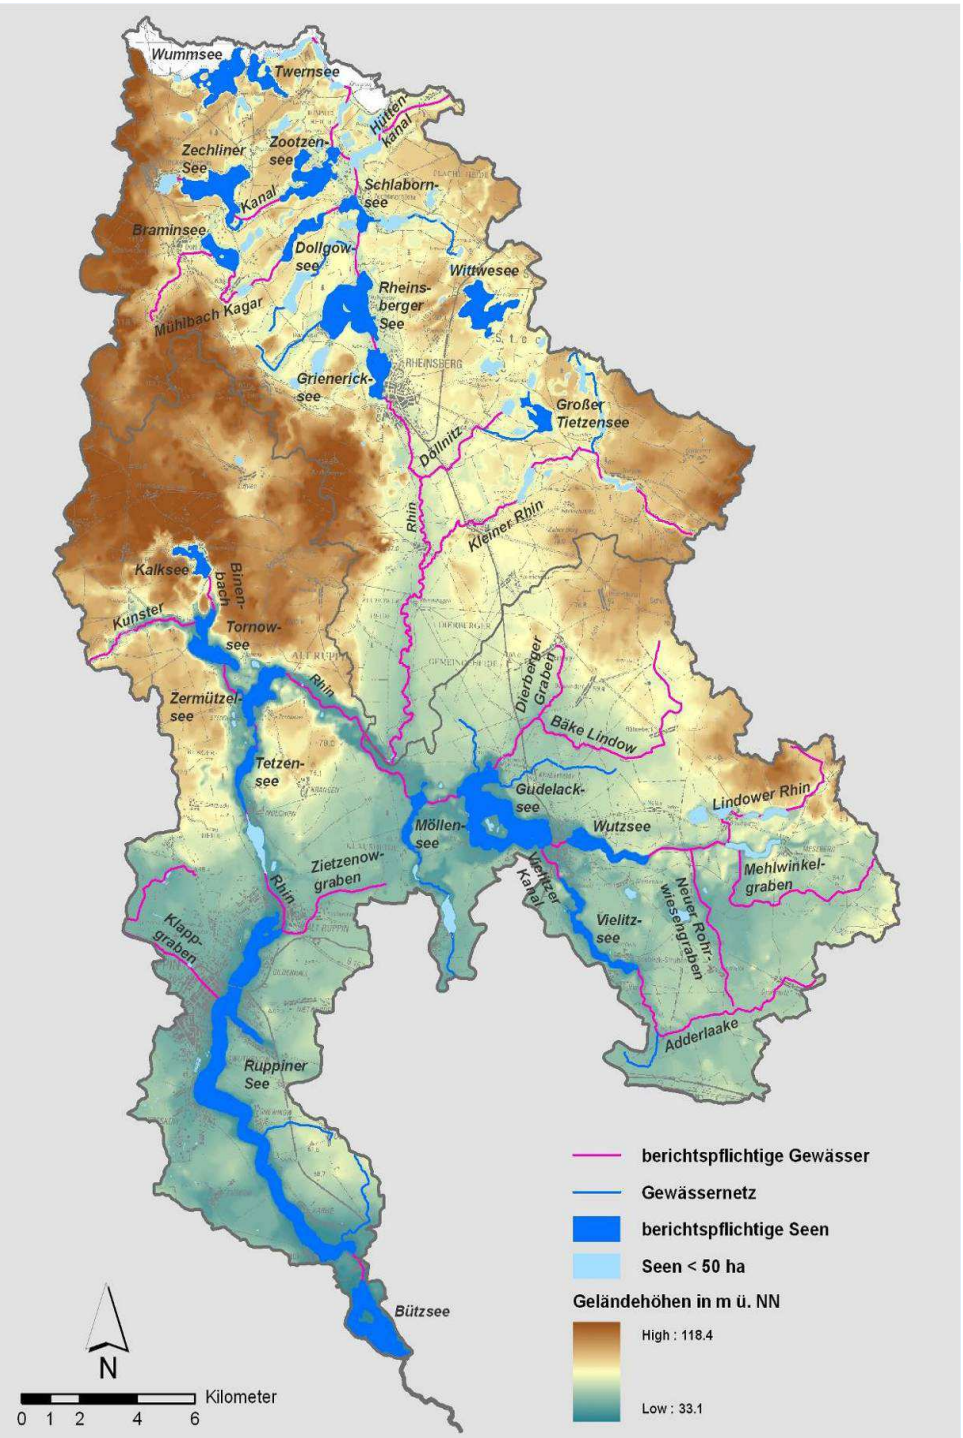 Wummsee
Twernsee
Hütten-
kanal
Zootzen-
see
Zechliner
See
Kanal
Schlaborn-
see
Braminsee
Dollgow-
see
Wittwesee
Rheins-
berger
See
Mühlbach Kagar
RHEINSBERG
Grienerick-
see
Großer
Tietzensee
Döllnitz
Rhin
Kleiner Rhin
Kalksee
Binen-
bach
Kunster
Tornow-
see
Rhin
Dierberger
Graben
Zermützel-
see
Bäke Lindow
Tetzen-
see
Gudelack-
see
Lindower Rhin
Möllen-
see
Wutzsee
Zietzenow-
graben
Vielitzer
Kanal
Mehlwinkel-
graben
Rhin
Neuer Rohr-
wiesengraben
Klapp-
graben
Vielitz-
see
Adderlaake
Ruppiner
See
Bützsee
berichtspflichtige Gewässer
Gewässernetz
berichtspflichtige Seen
Seen < 50 ha
Geländehöhen in m ü. NN
High : 118.4
Low : 33.1
N
Kilometer
0 1 2 4 6